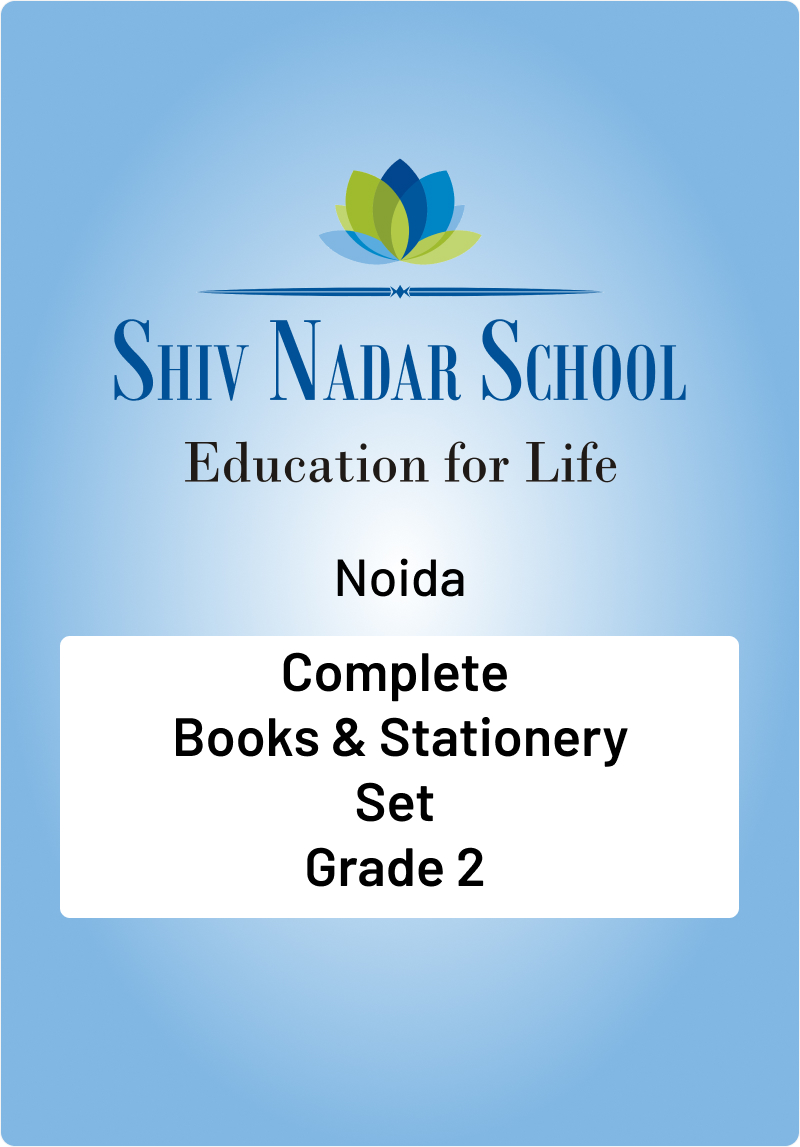 SHIV NADAR SCHOOL
Education for Life
Noida
Complete
Books & Stationery
Set
Grade 2